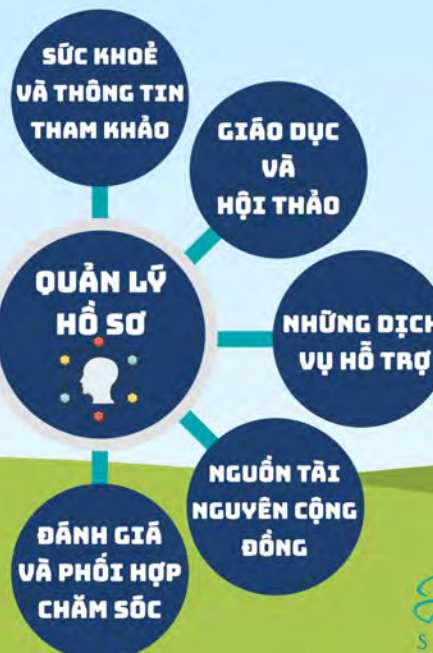 SỨC KHOẺ
VÀ THÔNG TIN
THAM KHẢO
GIÁO DỤC
VÀ
HỘI THẢO
QUẢN LÝ
HỒ SƠ
NHỮNG DỊCH
VỤ HỖ TRỢ
NGUỒN TÀI
NGUYÊN CỘNG
ĐỒNG
ĐÁNH GIÁ
VÀ PHỐI HỢP
CHĂM SÓC
S